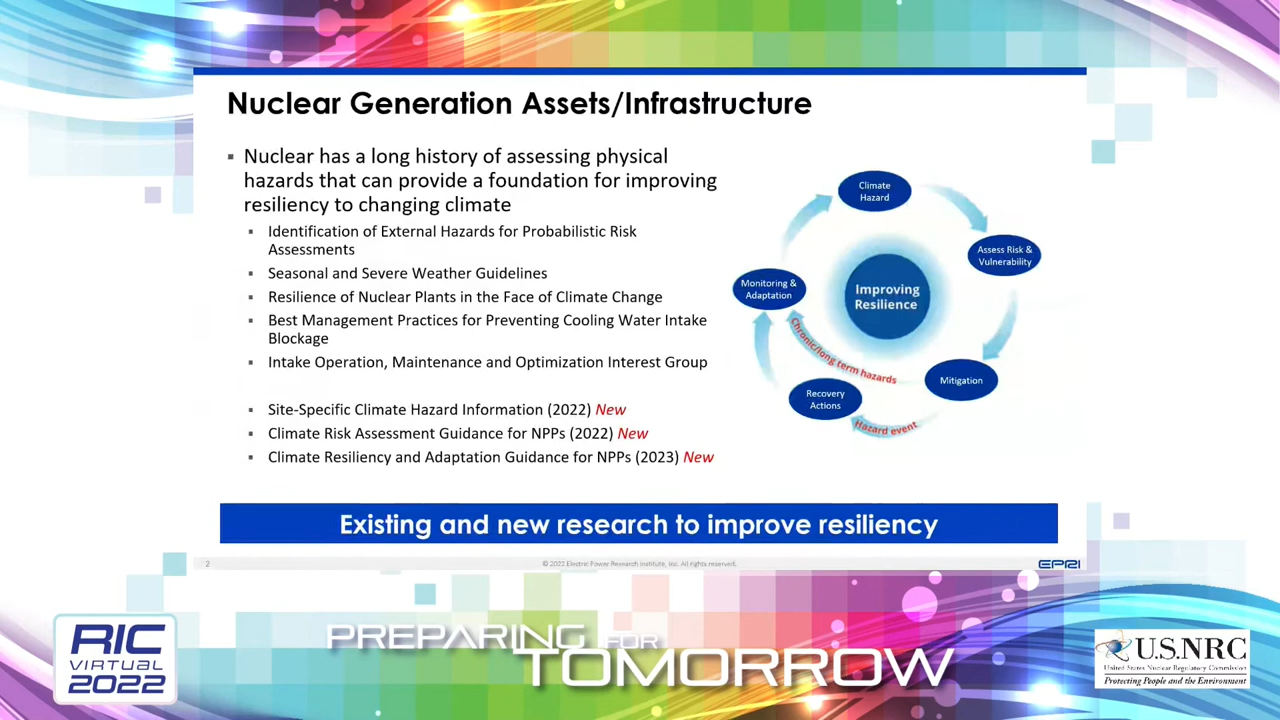 Nuclear Generation Assets/Infrastructure
▪ Nuclear has a long history of assessing physical
hazards that can provide a foundation for improving
resiliency to changing climate
▪ Identification of External Hazards for Probabilistic Risk
Assessments
▪ Seasonal and Severe Weather Guidelines
▪ Resilience of Nuclear Plants in the Face of Climate Change
▪ Best Management Practices for Preventing Cooling Water Intake
Blockage
▪ Intake Operation, Maintenance and Optimization Interest Group
▪ Site-Specific Climate Hazard Information (2022) New
▪ Climate Risk Assessment Guidance for NPPs (2022) New
▪ Climate Resiliency and Adaptation Guidance for NPPs (2023) New
Climate
Hazard
Assess Risk &
Vulnerability
Monitoring &
Adaptation
Improving
Resilience
Chronic/long term hazards
Mitigation
Recovery
Actions
Hazard event
Existing and new research to improve resiliency
2
© 2022 Electric Power Research Institute, Inc. All rights reserved.
EPRI
RIC
VIRTUAL
2022
PREPARING FOR
TOMORROW
U.S.NRC
United States Nuclear Regulatory Commission
Protecting People and the Environment